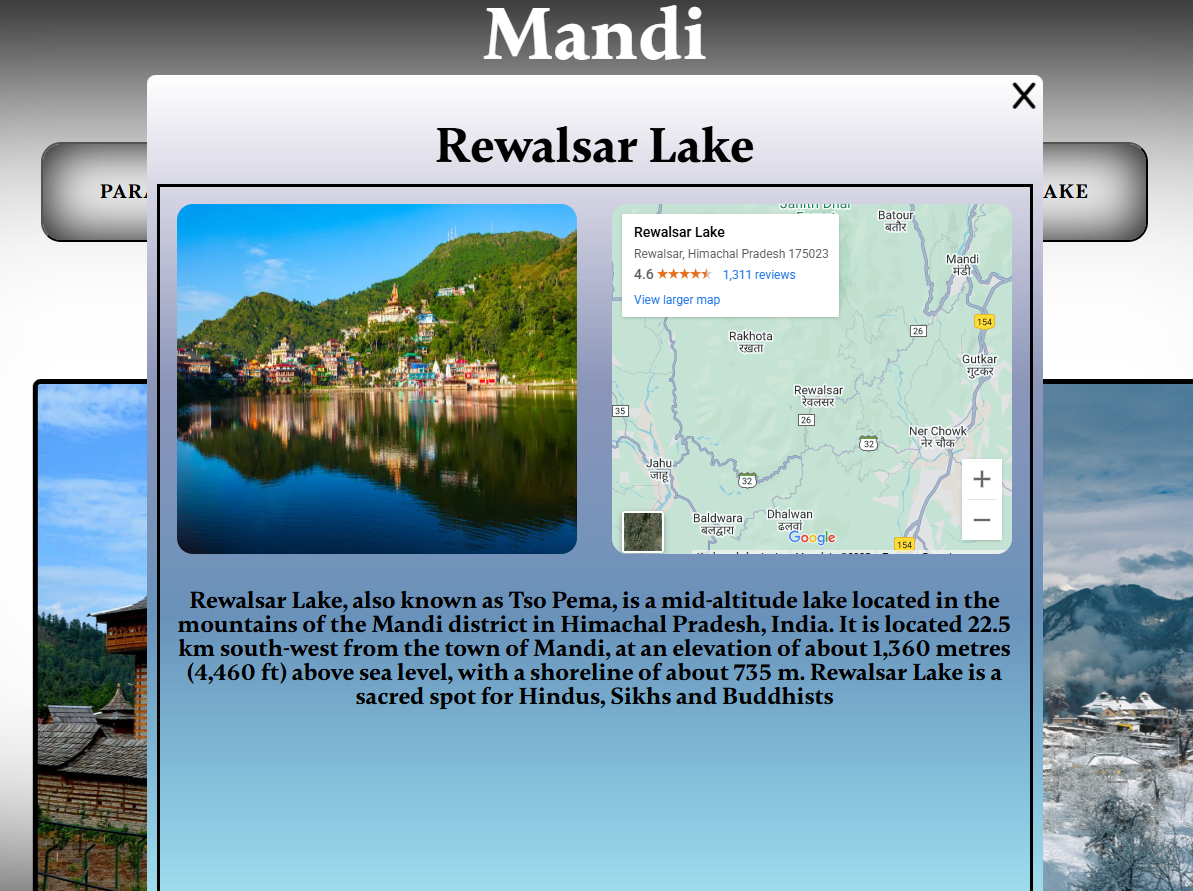 Mandi
Rewalsar Lake
AKE
Rewalsar Lake
Rewalsar, Himachal Pradesh 175023
4.6
1,311 reviews
View larger map
Batour
बतौर
Mandi
मंडी
154
26
Rakhota
रख़ता
Gutkar
गुटकर
Rewalsar
रेवलसर
35
26
Ner Chowk
नेर चौक
32
Jahu
जाहू
32
Baldwara
बलद्वारा
Dhalwan
ढलवां
Google
154
Rewalsar Lake, also known as Tso Pema, is a mid-altitude lake located in the
mountains of the Mandi district in Himachal Pradesh, India. It is located 22.5
km south-west from the town of Mandi, at an elevation of about 1,360 metres
(4,460 ft) above sea level, with a shoreline of about 735 m. Rewalsar Lake is a
sacred spot for Hindus, Sikhs and Buddhists